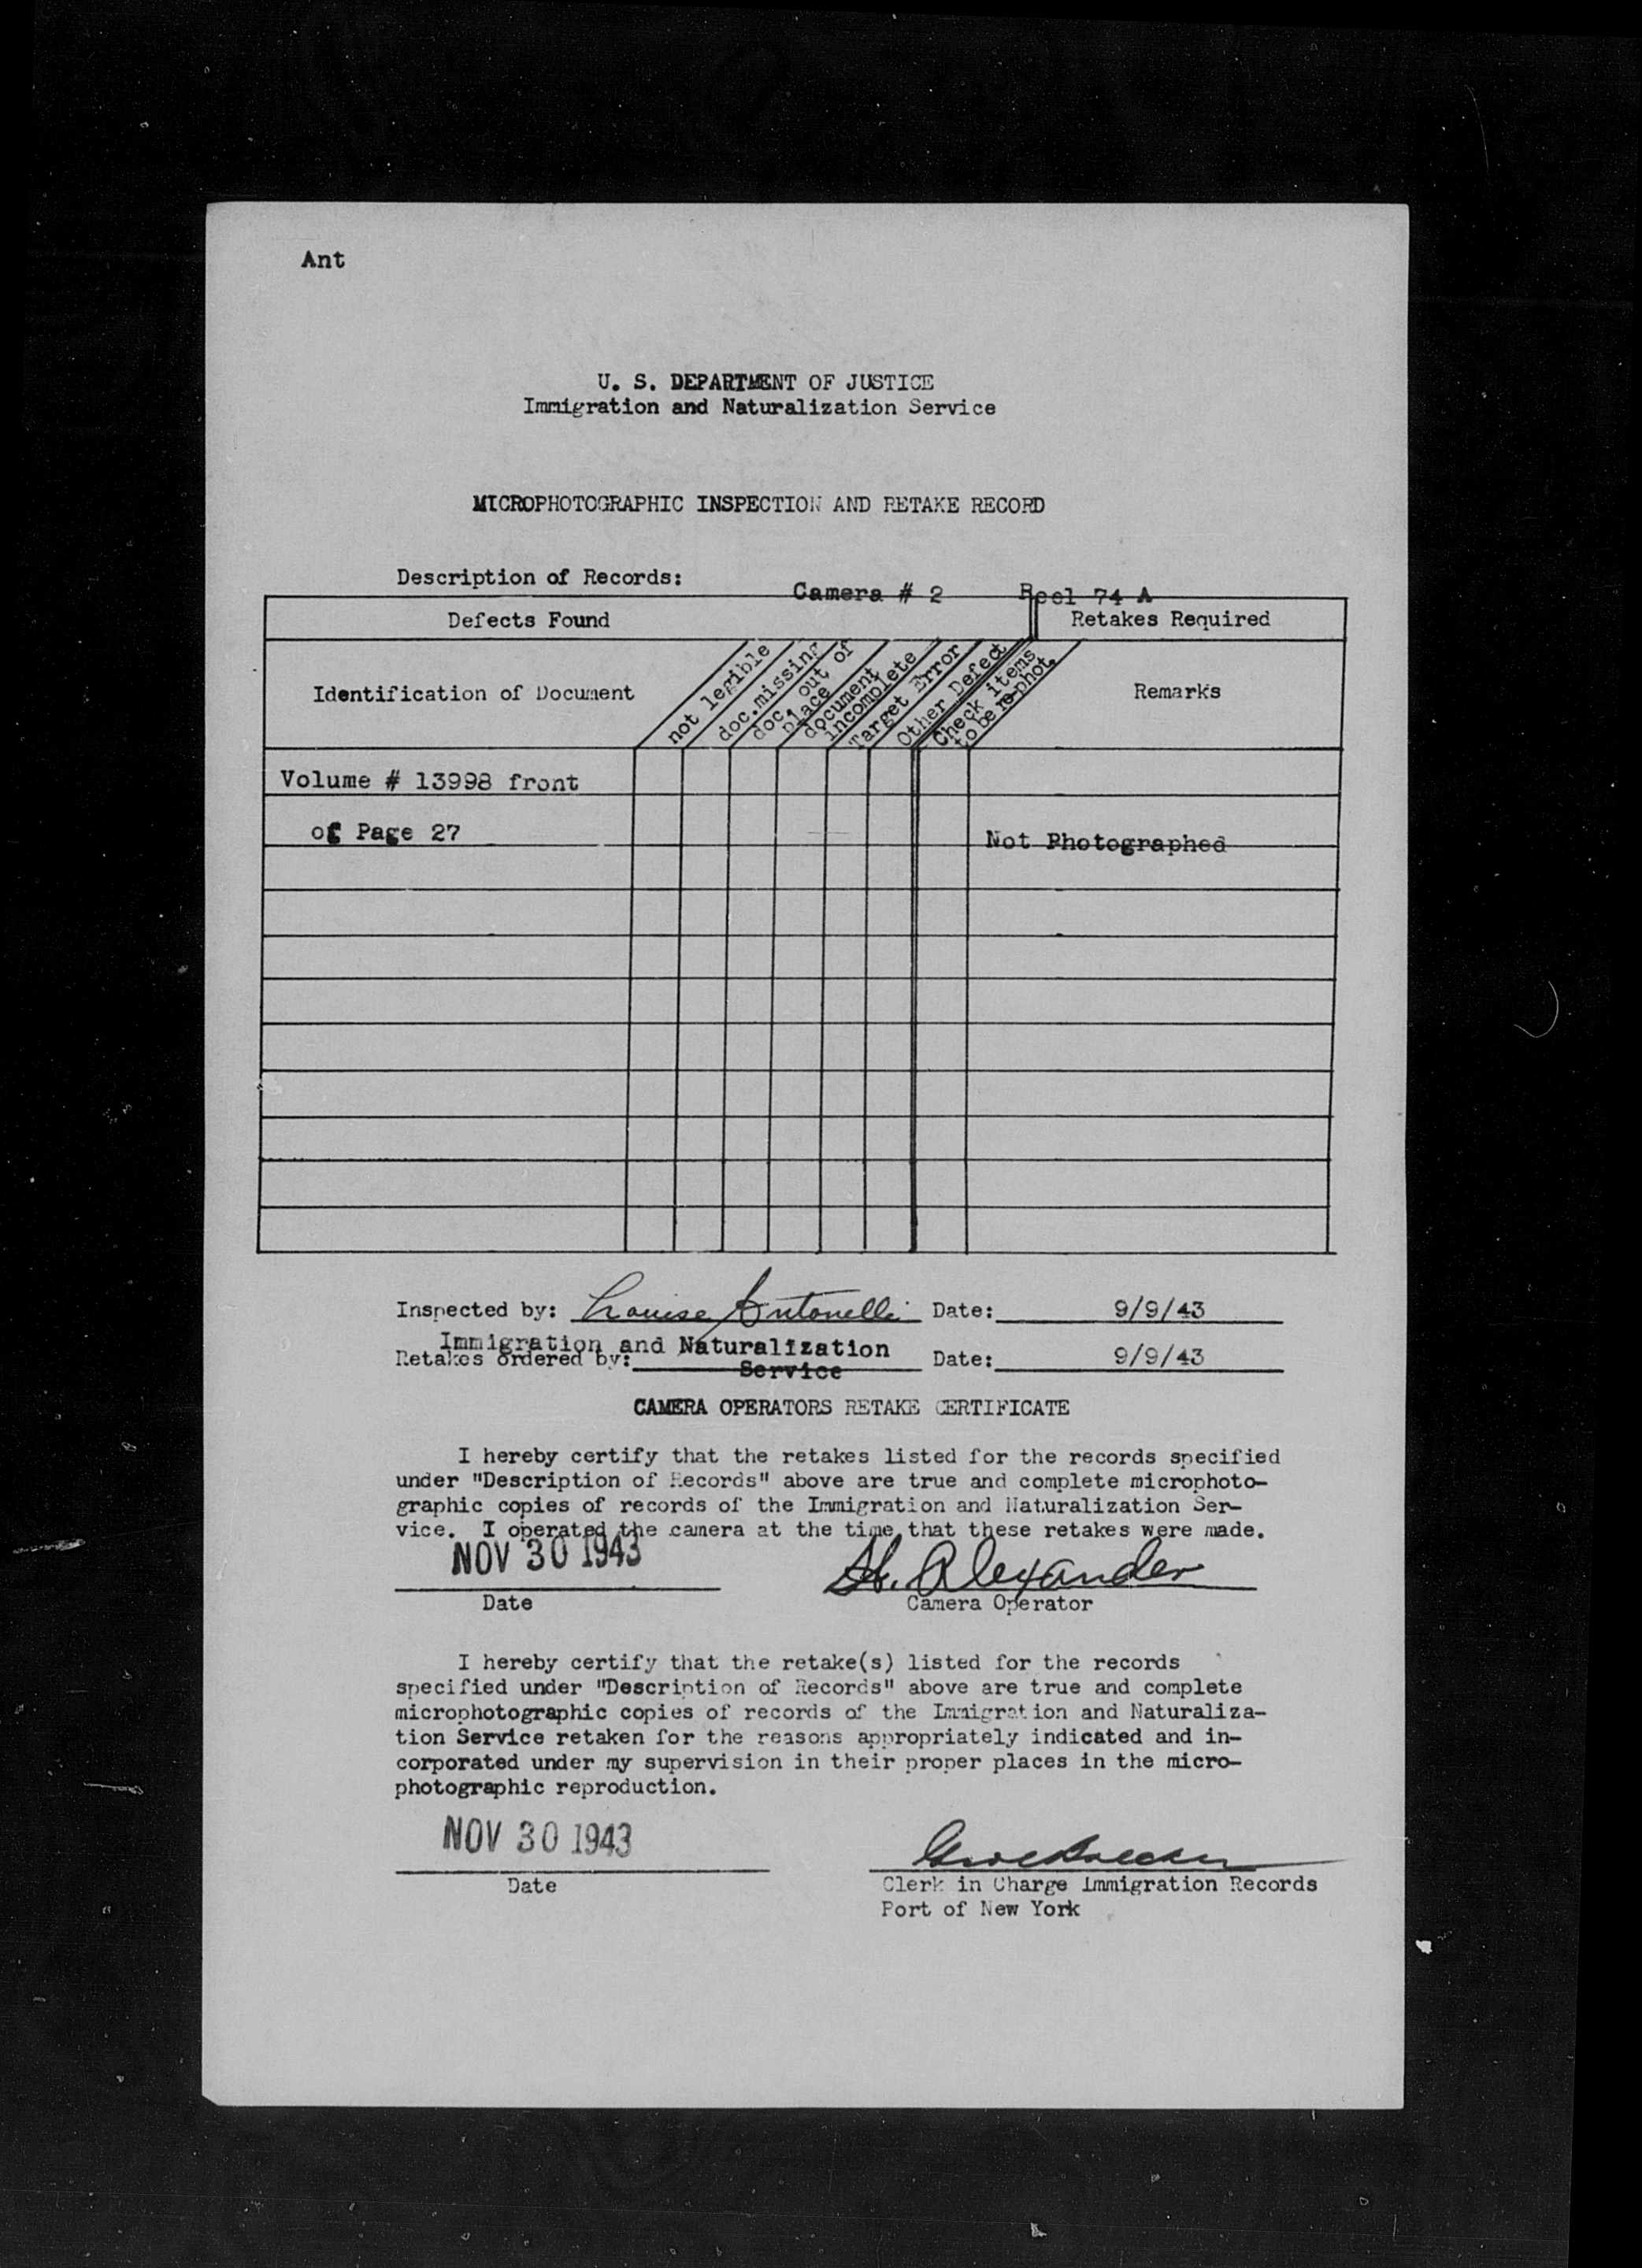 Ant
U. S. DEPARTMENT OF JUSTICE
Immigration and Naturalization Service
MICROPHOTOGRAPHIC INSPECTION AND RETAKE RECORD
Description of Records:
Camera # 2 Reel 74 A
Defects Found Retakes Required
Identification of Document
not legible
doc.missing
doc. out of
place
document
incomplete
Target Error
Other Defect
Check items
to be re-phot.
Remarks
Volume # 13998 front
of Page 27
Not Photographed
Inspected by: Louise Antonelli Date: 9/9/43
Immigration and Naturalization
Retakes ordered by: Date: 9/9/43
Service
CAMERA OPERATORS RETAKE CERTIFICATE
I hereby certify that the retakes listed for the records specified
under "Description of Records" above are true and complete microphoto-
graphic copies of records of the Immigration and Naturalization Ser-
vice. I operated the camera at the time that these retakes were made.
NOV 30 1943 Alexander
Date Camera Operator
I hereby certify that the retake(s) listed for the records
specified under "Description of Records" above are true and complete
microphotographic copies of records of the Immigration and Naturaliza-
tion Service retaken for the reasons appropriately indicated and in-
corporated under my supervision in their proper places in the micro-
photographic reproduction.
NOV 30 1943
Date Clerk in Charge Immigration Records
Port of New York